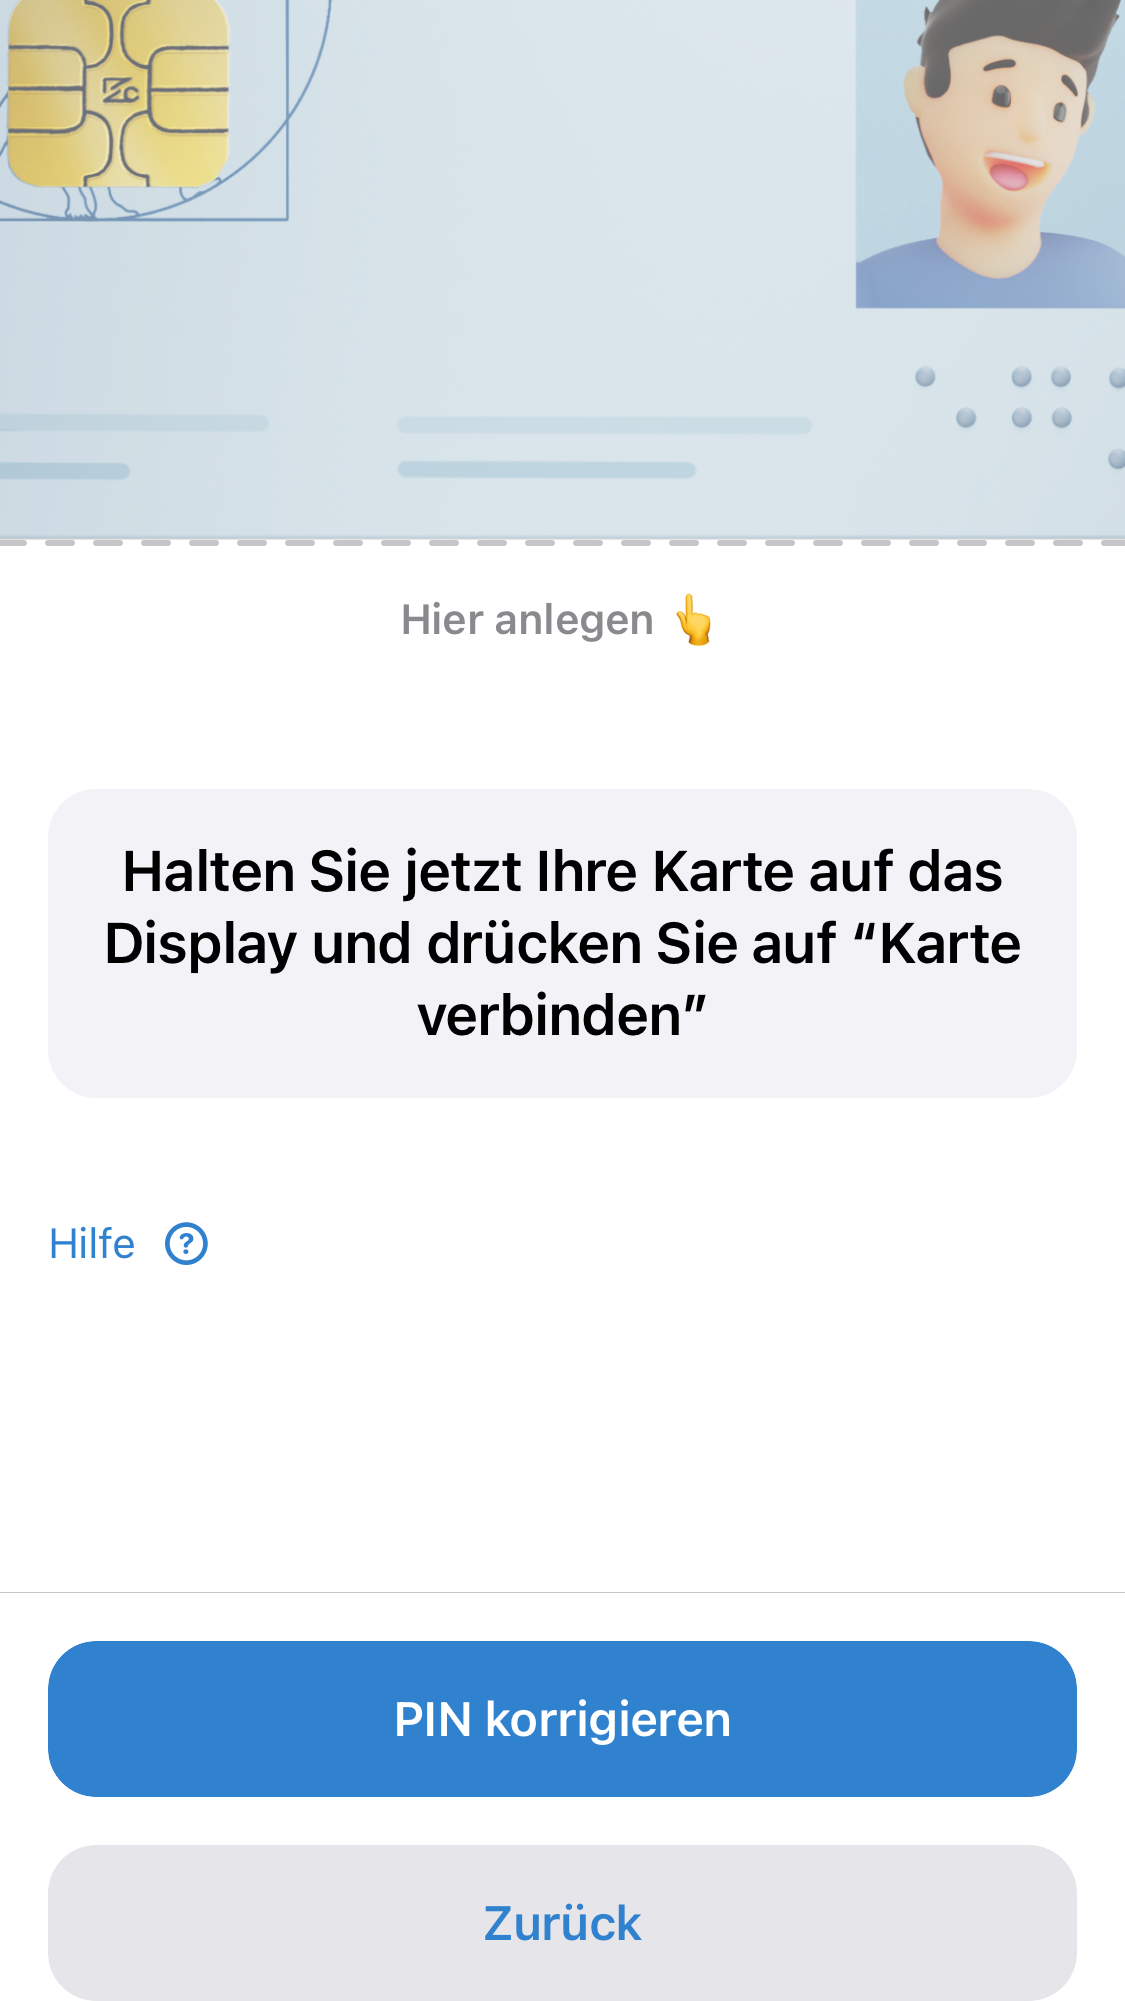 Hier anlegen 👆
Halten Sie jetzt Ihre Karte auf das
Display und drücken Sie auf “Karte
verbinden”
Hilfe ?
PIN korrigieren
Zurück